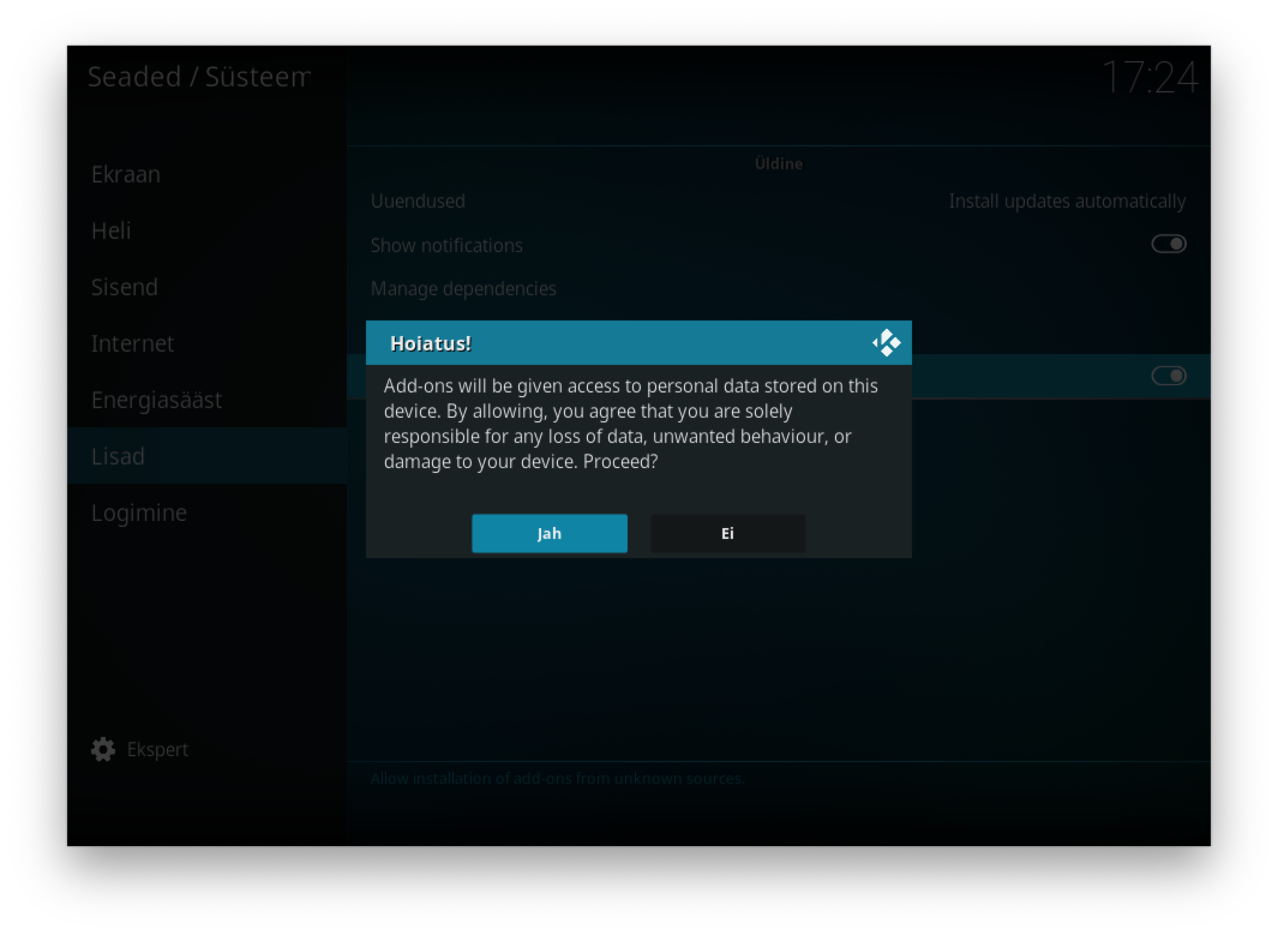 Seaded / Süsteem
17:24
Ekraan
Heli
Sisend
Internet
Energiasääst
Lisad
Logimine
Ekspert
Üldine
Uuendused
Install updates automatically
Show notifications
Manage dependencies
Hoiatus!
Add-ons will be given access to personal data stored on this
device. By allowing, you agree that you are solely
responsible for any loss of data, unwanted behaviour, or
damage to your device. Proceed?
Jah
Ei
Allow installation of add-ons from unknown sources.